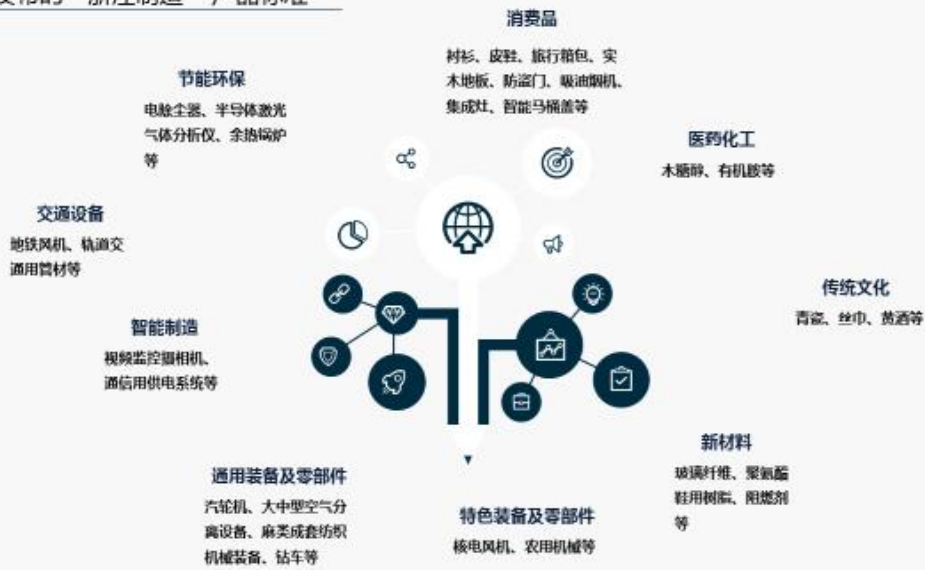 消费品
衬衫、皮鞋、旅行箱包、实
木地板、防盗门、吸油烟机、
集成灶、智能马桶盖等
节能环保
电除尘器、半导体激光
气体分析仪、余热锅炉
等
医药化工
木糖醇、有机胺等
交通设备
地铁风机、轨道交
通用管材等
传统文化
青瓷、丝巾、黄酒等
智能制造
视频监控摄相机、
通信用供电系统等
新材料
玻璃纤维、聚氨酯
鞋用树脂、阻燃剂
等
通用装备及零部件
汽轮机、大中型空气分
离设备、麻类成套纺织
机械装备、钻车等
特色装备及零部件
核电风机、农用机械等